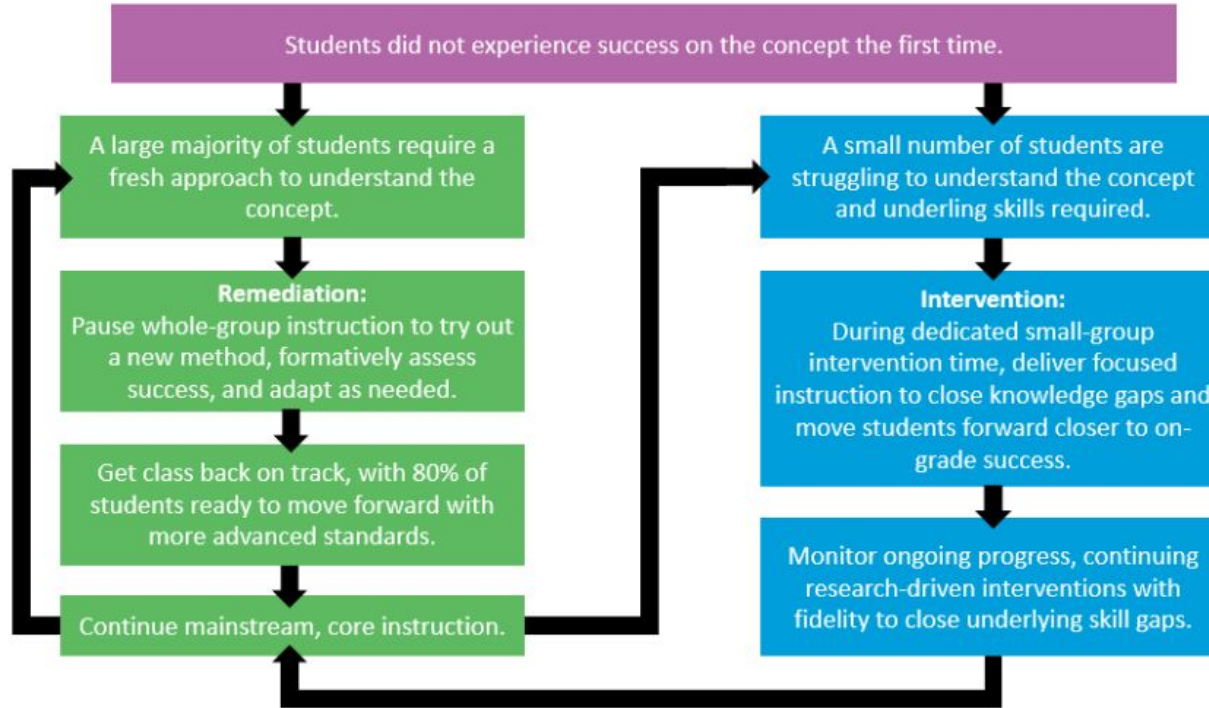 Students did not experience success on the concept the first time.
A large majority of students require a
fresh approach to understand the
concept.
Remediation:
Pause whole-group instruction to try out
a new method, formatively assess
success, and adapt as needed.
Get class back on track, with 80% of
students ready to move forward with
more advanced standards.
Continue mainstream, core instruction.
A small number of students are
struggling to understand the concept
and underling skills required.
Intervention:
During dedicated small-group
intervention time, deliver focused
instruction to close knowledge gaps and
move students forward closer to on-
grade success.
Monitor ongoing progress, continuing
research-driven interventions with
fidelity to close underlying skill gaps.